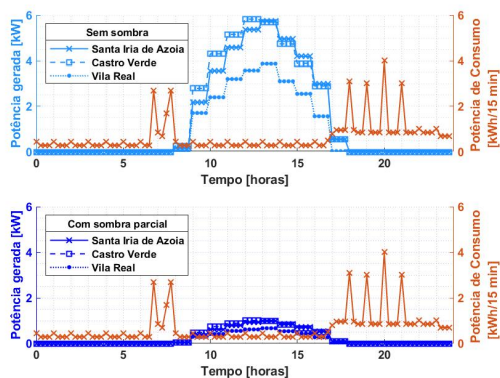 Sem sombra
Santa Iria de Azoia
Castro Verde
Vila Real
Potência gerada [kW]
6
4
2
0
Potência de Consumo
[kWh/15 min]
6
4
2
0
0 5 10 15 20
Tempo [horas]
Com sombra parcial
Santa Iria de Azoia
Castro Verde
Vila Real
Potência gerada [kW]
6
4
2
0
Potência de Consumo
[kWh/15 min]
6
4
2
0
0 5 10 15 20
Tempo [horas]